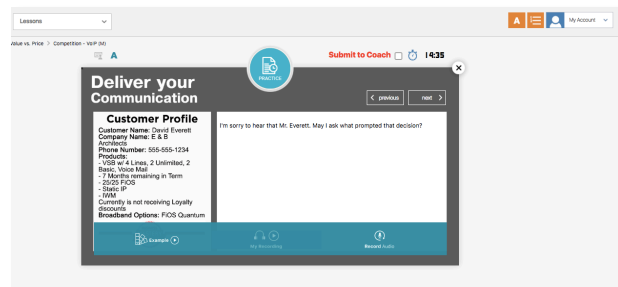 Lessons
A
My Account
Value vs. Price > Competition - VoIP (M)
A
Submit to Coach
14:35
PRACTICE
Deliver your
Communication
< previous
next >
Customer Profile
Customer Name: David Everett
Company Name: E & B
Architects
Phone Number: 555-555-1234
Products:
- VSB w/ 4 Lines, 2 Unlimited, 2
Basic, Voice Mail
- 7 Months remaining in Term
- 25/25 FiOS
- Static IP
- IWM
Currently is not receiving Loyalty
discounts
Broadband Options: FiOS Quantum
I'm sorry to hear that Mr. Everett. May I ask what prompted that decision?
Example
My Recording
Record Audio